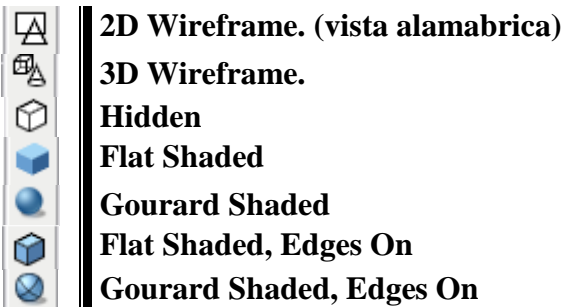 2D Wireframe. (vista alamabrica)
3D Wireframe.
Hidden
Flat Shaded
Gourard Shaded
Flat Shaded, Edges On
Gourard Shaded, Edges On